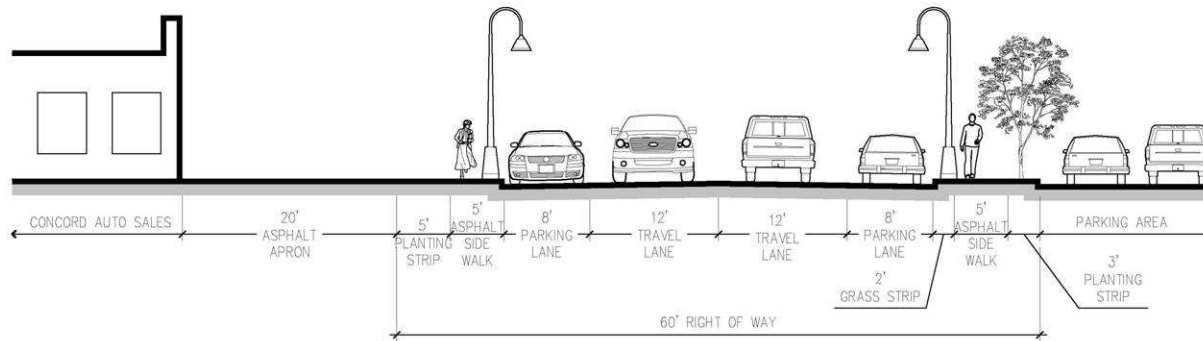 CONCORD AUTO SALES
20'
ASPHALT
APRON
5'
PLANTING
STRIP
5'
ASPHALT
SIDE
WALK
8'
PARKING
LANE
12'
TRAVEL
LANE
12'
TRAVEL
LANE
8'
PARKING
LANE
2'
GRASS STRIP
5'
ASPHALT
SIDE
WALK
3'
PLANTING
STRIP
PARKING AREA
60' RIGHT OF WAY